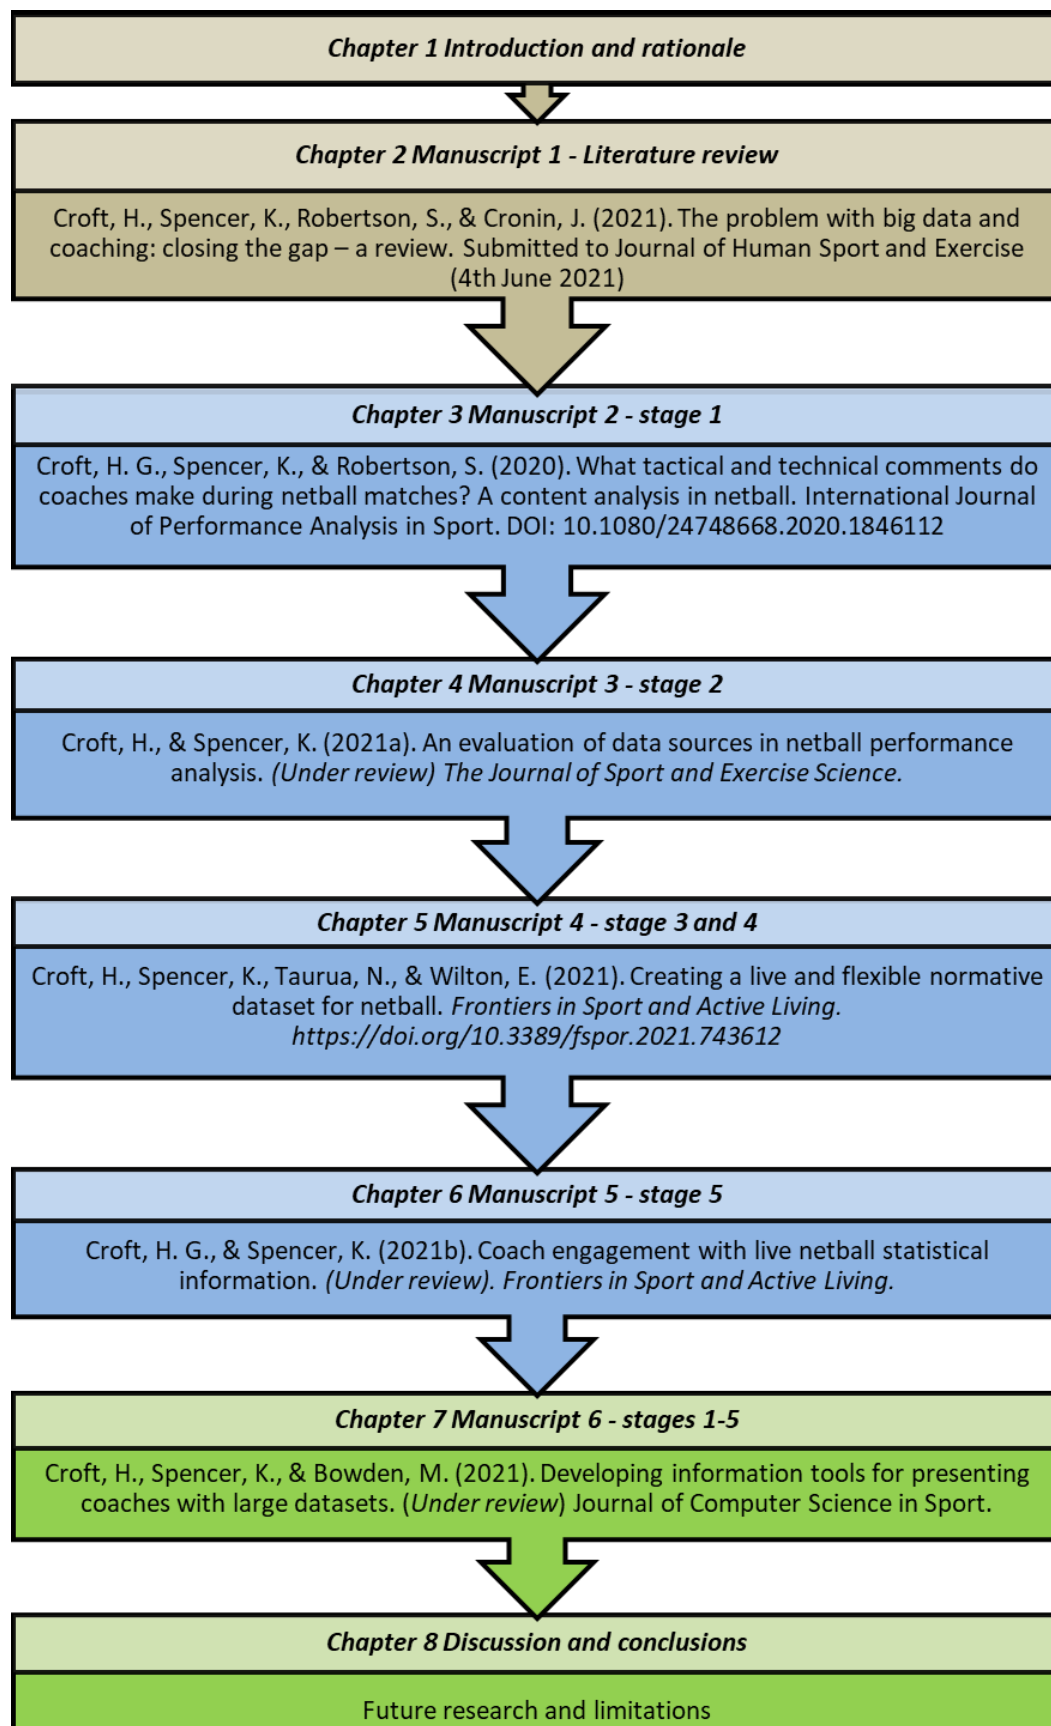 Chapter 1 Introduction and rationale
Chapter 2 Manuscript 1 - Literature review
Croft, H., Spencer, K., Robertson, S., & Cronin, J. (2021). The problem with big data and
coaching: closing the gap – a review. Submitted to Journal of Human Sport and Exercise
(4th June 2021)
Chapter 3 Manuscript 2 - stage 1
Croft, H. G., Spencer, K., & Robertson, S. (2020). What tactical and technical comments do
coaches make during netball matches? A content analysis in netball. International Journal
of Performance Analysis in Sport. DOI: 10.1080/24748668.2020.1846112
Chapter 4 Manuscript 3 - stage 2
Croft, H., & Spencer, K. (2021a). An evaluation of data sources in netball performance
analysis. (Under review) The Journal of Sport and Exercise Science.
Chapter 5 Manuscript 4 - stage 3 and 4
Croft, H., Spencer, K., Taurua, N., & Wilton, E. (2021). Creating a live and flexible normative
dataset for netball. Frontiers in Sport and Active Living.
https://doi.org/10.3389/fspor.2021.743612
Chapter 6 Manuscript 5 - stage 5
Croft, H. G., & Spencer, K. (2021b). Coach engagement with live netball statistical
information. (Under review). Frontiers in Sport and Active Living.
Chapter 7 Manuscript 6 - stages 1-5
Croft, H., Spencer, K., & Bowden, M. (2021). Developing information tools for presenting
coaches with large datasets. (Under review) Journal of Computer Science in Sport.
Chapter 8 Discussion and conclusions
Future research and limitations